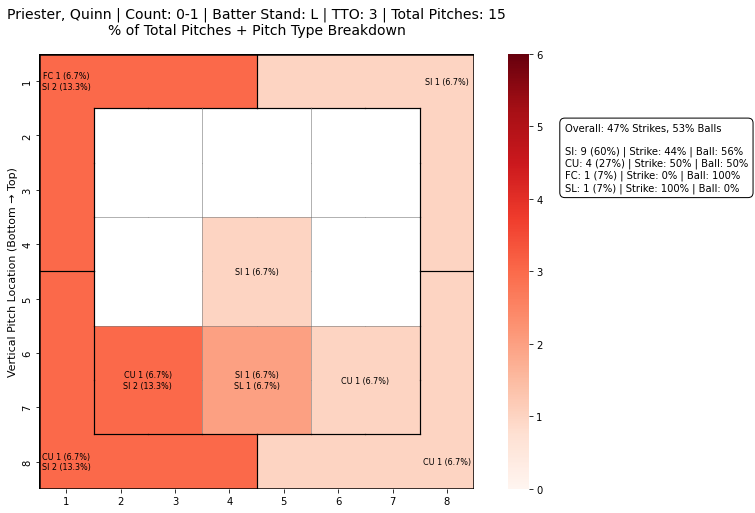 Priester, Quinn | Count: 0-1 | Batter Stand: L | TTO: 3 | Total Pitches: 15
% of Total Pitches + Pitch Type Breakdown
FC 1 (6.7%)
SI 2 (13.3%)
SI 1 (6.7%)
SI 1 (6.7%)
CU 1 (6.7%)
SI 2 (13.3%)
SI 1 (6.7%)
SL 1 (6.7%)
CU 1 (6.7%)
CU 1 (6.7%)
SI 2 (13.3%)
CU 1 (6.7%)
Vertical Pitch Location (Bottom → Top)
1
2
3
4
5
6
7
8
1 2 3 4 5 6 7 8
6
5
4
3
2
1
0
Overall: 47% Strikes, 53% Balls
SI: 9 (60%) | Strike: 44% | Ball: 56%
CU: 4 (27%) | Strike: 50% | Ball: 50%
FC: 1 (7%) | Strike: 0% | Ball: 100%
SL: 1 (7%) | Strike: 100% | Ball: 0%